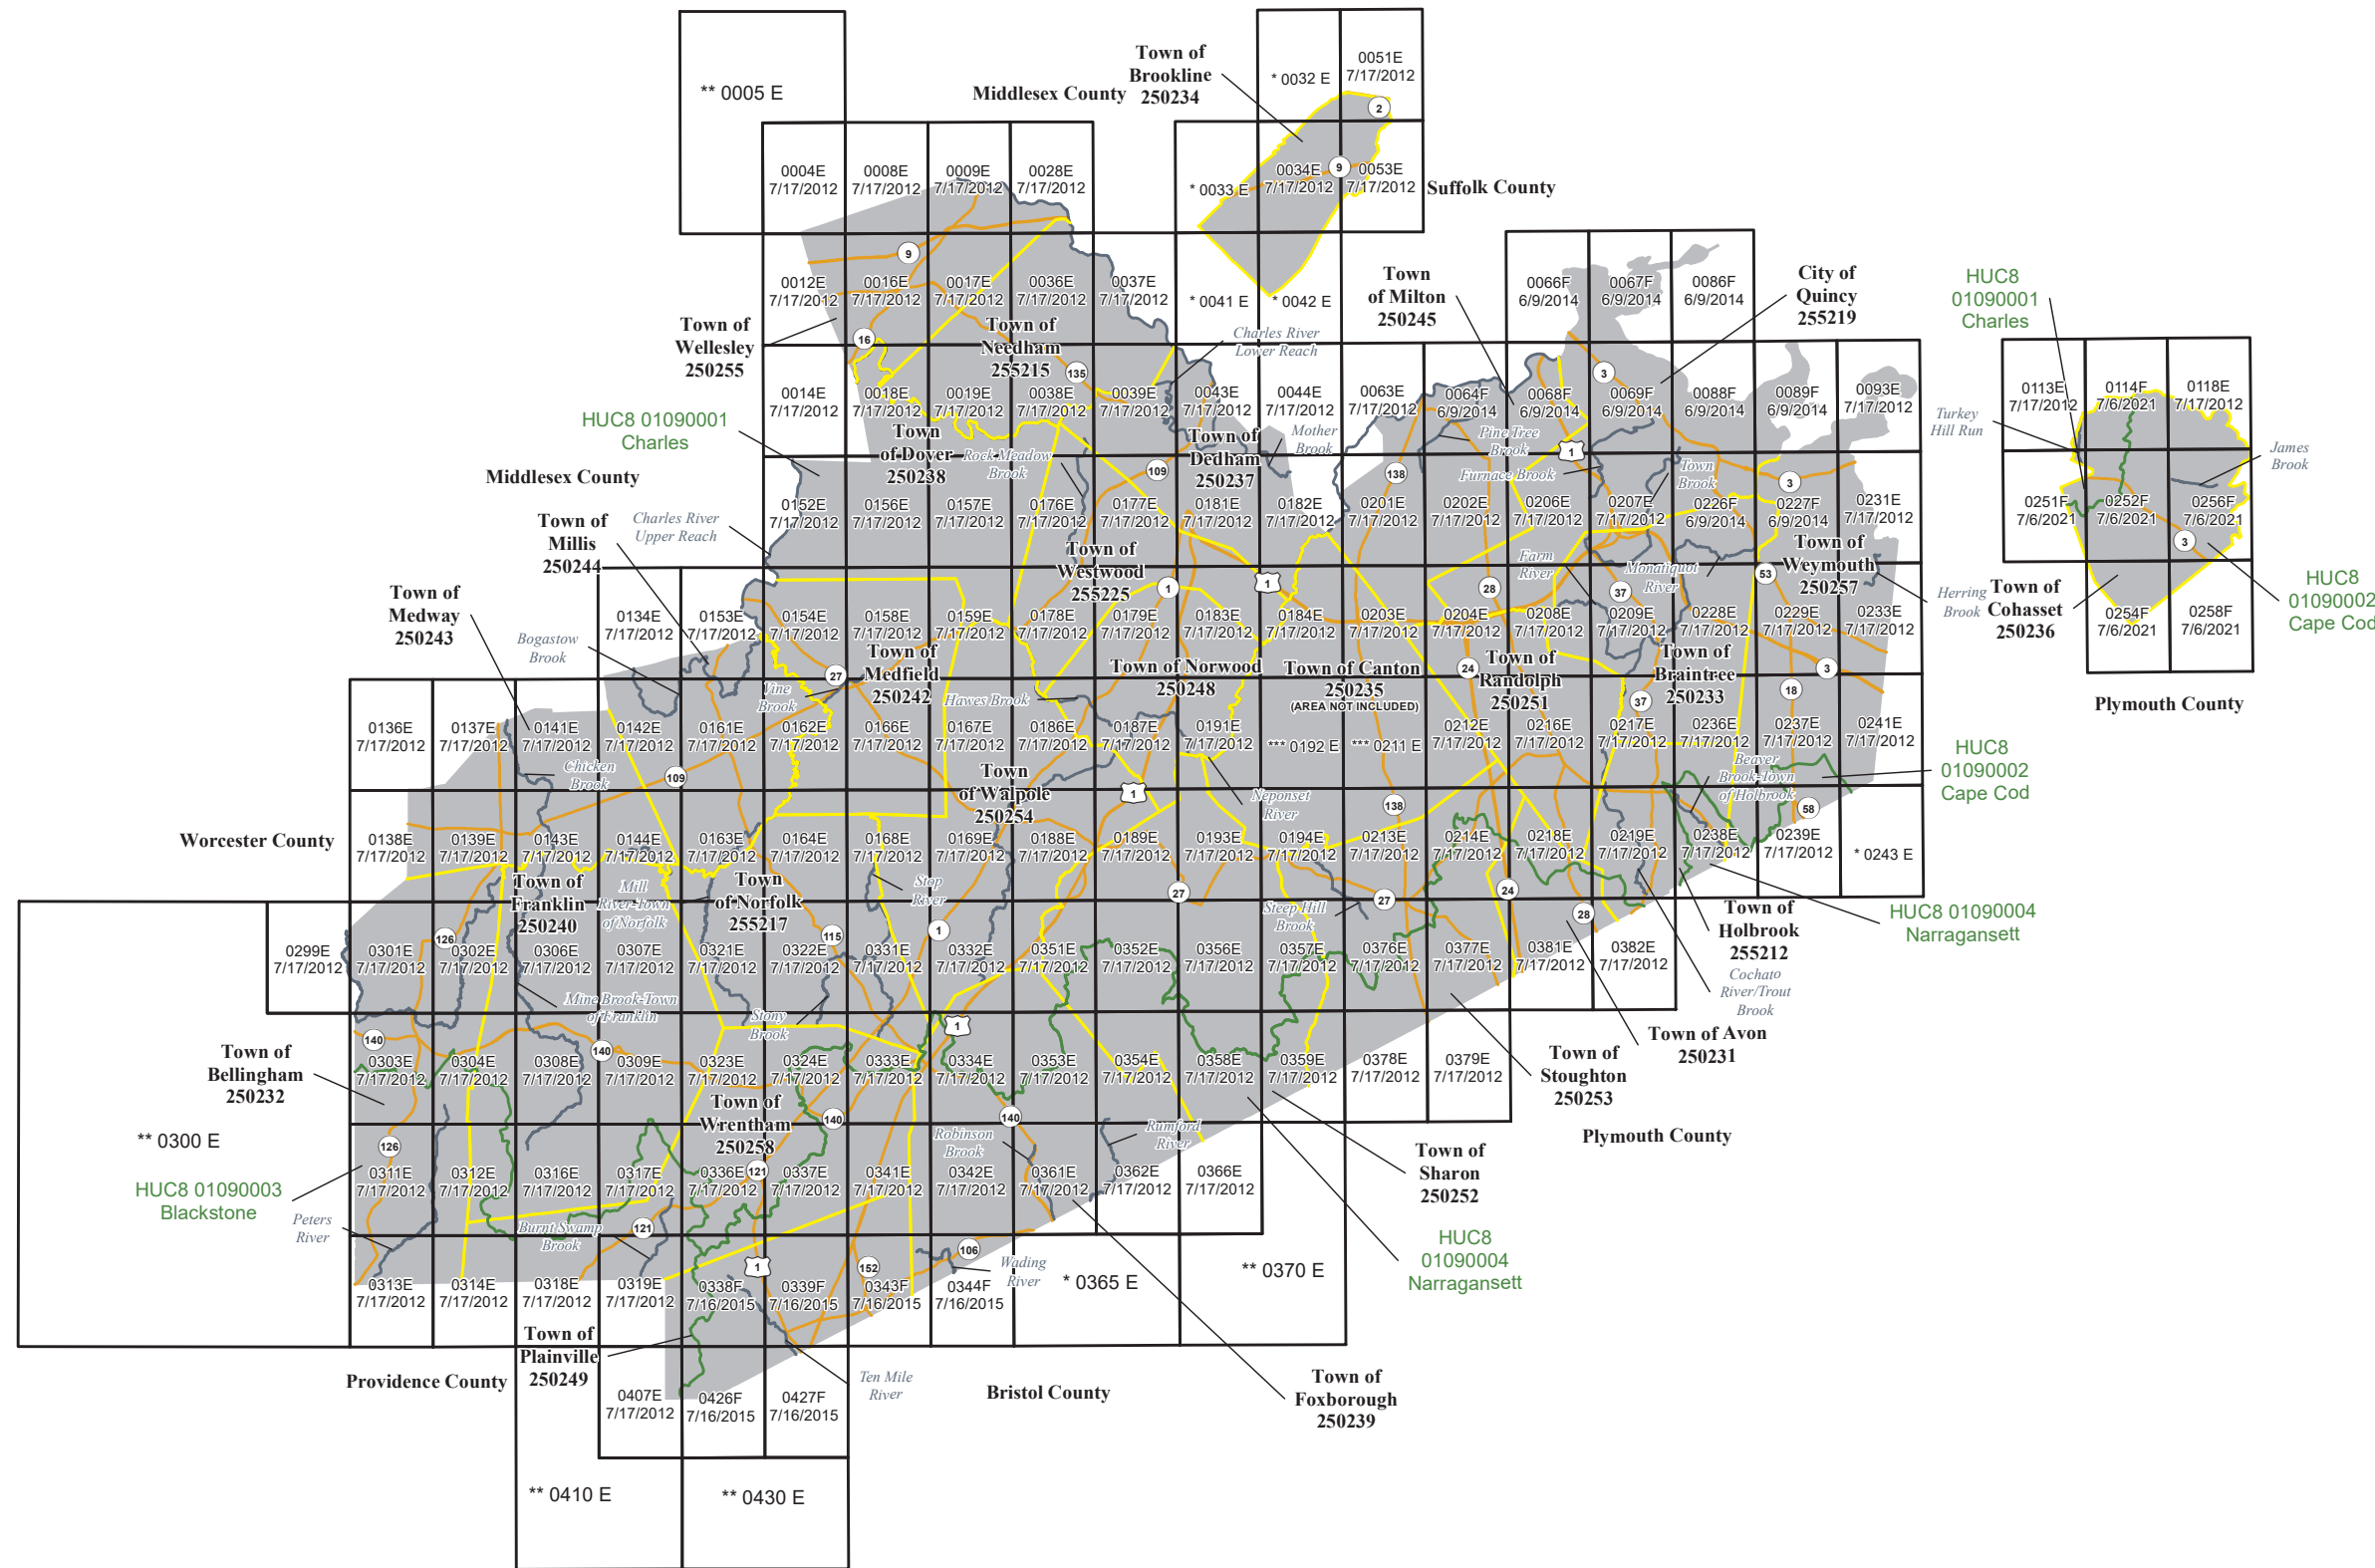 ** 0005 E
Middlesex County
Town of
Brookline
250234
* 0032 E
0051E
7/17/2012
2
0004E
7/17/2012
0008E
7/17/2012
0009E
7/17/2012
0028E
7/17/2012
* 0033 E
0034E
7/17/2012
9
0053E
7/17/2012
Suffolk County
9
0012E
7/17/2012
0016E
7/17/2012
0017E
7/17/2012
0036E
7/17/2012
0037E
7/17/2012
* 0041 E
* 0042 E
Town
of Milton
250245
0066F
6/9/2014
0067F
6/9/2014
0086F
6/9/2014
City of
Quincy
255219
HUC8
01090001
Charles
Town of
Wellesley
250255
16
Town of
Needham
255215
135
Charles River
Lower Reach
3
0014E
7/17/2012
0018E
7/17/2012
0019E
7/17/2012
0038E
7/17/2012
0039E
7/17/2012
0043E
7/17/2012
0044E
7/17/2012
0063E
7/17/2012
0064F
6/9/2014
0068F
6/9/2014
0069F
6/9/2014
0088F
6/9/2014
0089F
6/9/2014
0093E
7/17/2012
0113E
7/17/2012
0114F
7/6/2021
0118E
7/17/2012
HUC8 01090001
Charles
Turkey
Hill Run
James
Brook
Middlesex County
Town
of Dover
250238
Rock Meadow
Brook
109
Town of
Dedham
250237
Mother
Brook
138
Pine Tree
Brook
Furnace Brook
1
Town
Brook
3
0152E
7/17/2012
0156E
7/17/2012
0157E
7/17/2012
0176E
7/17/2012
0177E
7/17/2012
0181E
7/17/2012
0182E
7/17/2012
0201E
7/17/2012
0202E
7/17/2012
0206E
7/17/2012
0207E
7/17/2012
0226F
6/9/2014
0227F
6/9/2014
0231E
7/17/2012
0251F
7/6/2021
0252F
7/6/2021
0256F
7/6/2021
3
Town of
Millis
250244
Charles River
Upper Reach
Town of
Westwood
255225
1
1
28
Farm
River
37
Monatiquot
River
53
Town of
Weymouth
250257
Herring
Brook
Town of
Cohasset
250236
HUC8
01090002
Cape Cod
Town of
Medway
250243
Bogastow
Brook
0134E
7/17/2012
0153E
7/17/2012
0154E
7/17/2012
0158E
7/17/2012
0159E
7/17/2012
0178E
7/17/2012
0179E
7/17/2012
0183E
7/17/2012
0184E
7/17/2012
0203E
7/17/2012
0204E
7/17/2012
0208E
7/17/2012
0209E
7/17/2012
0228E
7/17/2012
0229E
7/17/2012
0233E
7/17/2012
0254F
7/6/2021
0258F
7/6/2021
27
Vine
Brook
Town of
Medfield
250242
Hawes Brook
Town of Norwood
250248
Town of Canton
250235
(AREA NOT INCLUDED)
24
Town of
Randolph
250251
37
Town of
Braintree
250233
18
3
Plymouth County
0136E
7/17/2012
0137E
7/17/2012
0141E
7/17/2012
0142E
7/17/2012
0161E
7/17/2012
0162E
7/17/2012
0166E
7/17/2012
0167E
7/17/2012
0186E
7/17/2012
0187E
7/17/2012
0191E
7/17/2012
*** 0192 E
*** 0211 E
0212E
7/17/2012
0216E
7/17/2012
0217E
7/17/2012
0236E
7/17/2012
0237E
7/17/2012
0241E
7/17/2012
HUC8
01090002
Cape Cod
Chicken
Brook
109
Town
of Walpole
250254
1
Neponset
River
138
Beaver
Brook-Town
of Holbrook
58
Worcester County
0138E
7/17/2012
0139E
7/17/2012
0143E
7/17/2012
0144E
7/17/2012
0163E
7/17/2012
0164E
7/17/2012
0168E
7/17/2012
0169E
7/17/2012
0188E
7/17/2012
0189E
7/17/2012
0193E
7/17/2012
0194E
7/17/2012
0213E
7/17/2012
0214E
7/17/2012
0218E
7/17/2012
0219E
7/17/2012
0238E
7/17/2012
0239E
7/17/2012
* 0243 E
Town of
Franklin
250240
Mill
River-Town
of Norfolk
Town
of Norfolk
255217
Stop
River
27
Steep Hill
Brook
27
24
28
Town of
Holbrook
255212
HUC8 01090004
Narragansett
126
115
1
0299E
7/17/2012
0301E
7/17/2012
0302E
7/17/2012
0306E
7/17/2012
0307E
7/17/2012
0321E
7/17/2012
0322E
7/17/2012
0331E
7/17/2012
0332E
7/17/2012
0351E
7/17/2012
0352E
7/17/2012
0356E
7/17/2012
0357E
7/17/2012
0376E
7/17/2012
0377E
7/17/2012
0381E
7/17/2012
0382E
7/17/2012
Cochato
River/Trout
Brook
Mine Brook-Town
of Franklin
Stony
Brook
1
Town of Avon
250231
140
140
Town of
Bellingham
250232
0303E
7/17/2012
0304E
7/17/2012
0308E
7/17/2012
0309E
7/17/2012
0323E
7/17/2012
0324E
7/17/2012
0333E
7/17/2012
0334E
7/17/2012
0353E
7/17/2012
0354E
7/17/2012
0358E
7/17/2012
0359E
7/17/2012
0378E
7/17/2012
0379E
7/17/2012
Town of
Stoughton
250253
** 0300 E
126
Town of
Wrentham
250258
140
140
Robinson
Brook
Rumford
River
Plymouth County
HUC8 01090003
Blackstone
0311E
7/17/2012
0312E
7/17/2012
0316E
7/17/2012
0317E
7/17/2012
0336E
7/17/2012
121
0337E
7/17/2012
0341E
7/17/2012
0342E
7/17/2012
0361E
7/17/2012
0362E
7/17/2012
0366E
7/17/2012
Town of
Sharon
250252
Peters
River
Burnt Swamp
Brook
121
1
152
106
Wading
River
* 0365 E
** 0370 E
HUC8
01090004
Narragansett
0313E
7/17/2012
0314E
7/17/2012
0318E
7/17/2012
0319E
7/17/2012
0338F
7/16/2015
0339F
7/16/2015
0343F
7/16/2015
0344F
7/16/2015
Town of
Plainville
250249
Providence County
0407E
7/17/2012
0426F
7/16/2015
0427F
7/16/2015
Ten Mile
River
Bristol County
Town of
Foxborough
250239
** 0410 E
** 0430 E